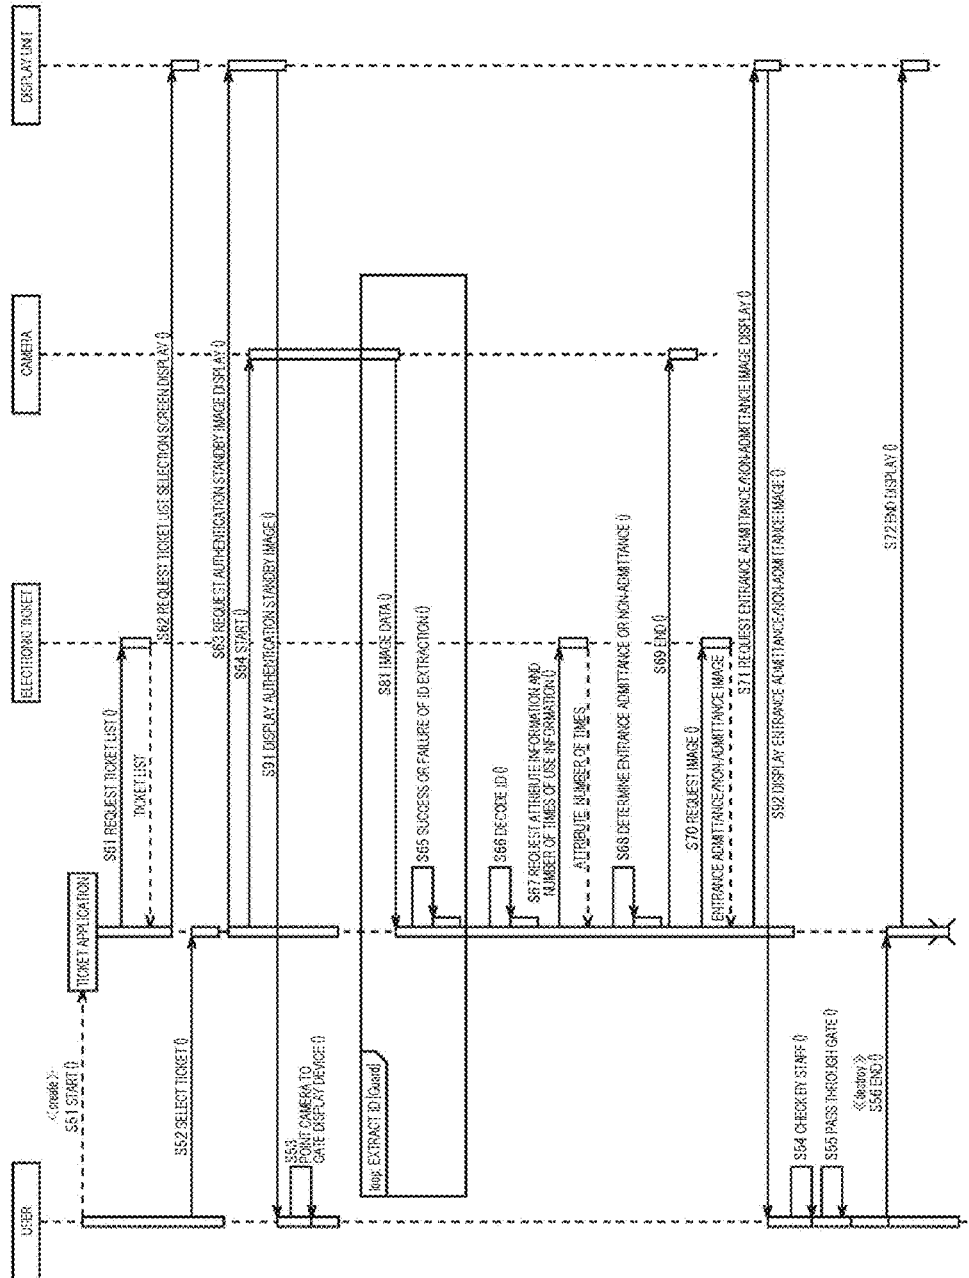 USER
TICKET APPLICATION
ELECTRONIC TICKET
CAMERA
DISPLAY UNIT
<<create>>
S51 START ()
S61 REQUEST TICKET LIST ()
TICKET LIST
S62 REQUEST TICKET LIST SELECTION SCREEN DISPLAY ()
S52 SELECT TICKET ()
S63 REQUEST AUTHENTICATION STANDBY IMAGE DISPLAY ()
S64 START ()
S91 DISPLAY AUTHENTICATION STANDBY IMAGE ()
S53
POINT CAMERA TO
GATE DISPLAY DEVICE ()
loop: EXTRACT ID [Guard]
S81 IMAGE DATA ()
S65 SUCCESS OR FAILURE OF ID EXTRACTION ()
S66 DECODE ID ()
S67 REQUEST ATTRIBUTE INFORMATION AND
NUMBER OF TIMES OF USE INFORMATION ()
ATTRIBUTE, NUMBER OF TIMES
S68 DETERMINE ENTRANCE ADMITTANCE OR NON-ADMITTANCE ()
S69 END ()
S70 REQUEST IMAGE ()
ENTRANCE ADMITTANCE/NON-ADMITTANCE IMAGE
S71 REQUEST ENTRANCE ADMITTANCE/NON-ADMITTANCE IMAGE DISPLAY ()
S92 DISPLAY ENTRANCE ADMITTANCE/NON-ADMITTANCE IMAGE ()
S54 CHECK BY STAFF ()
S55 PASS THROUGH GATE ()
<<destroy>>
S56 END ()
S72 END DISPLAY ()